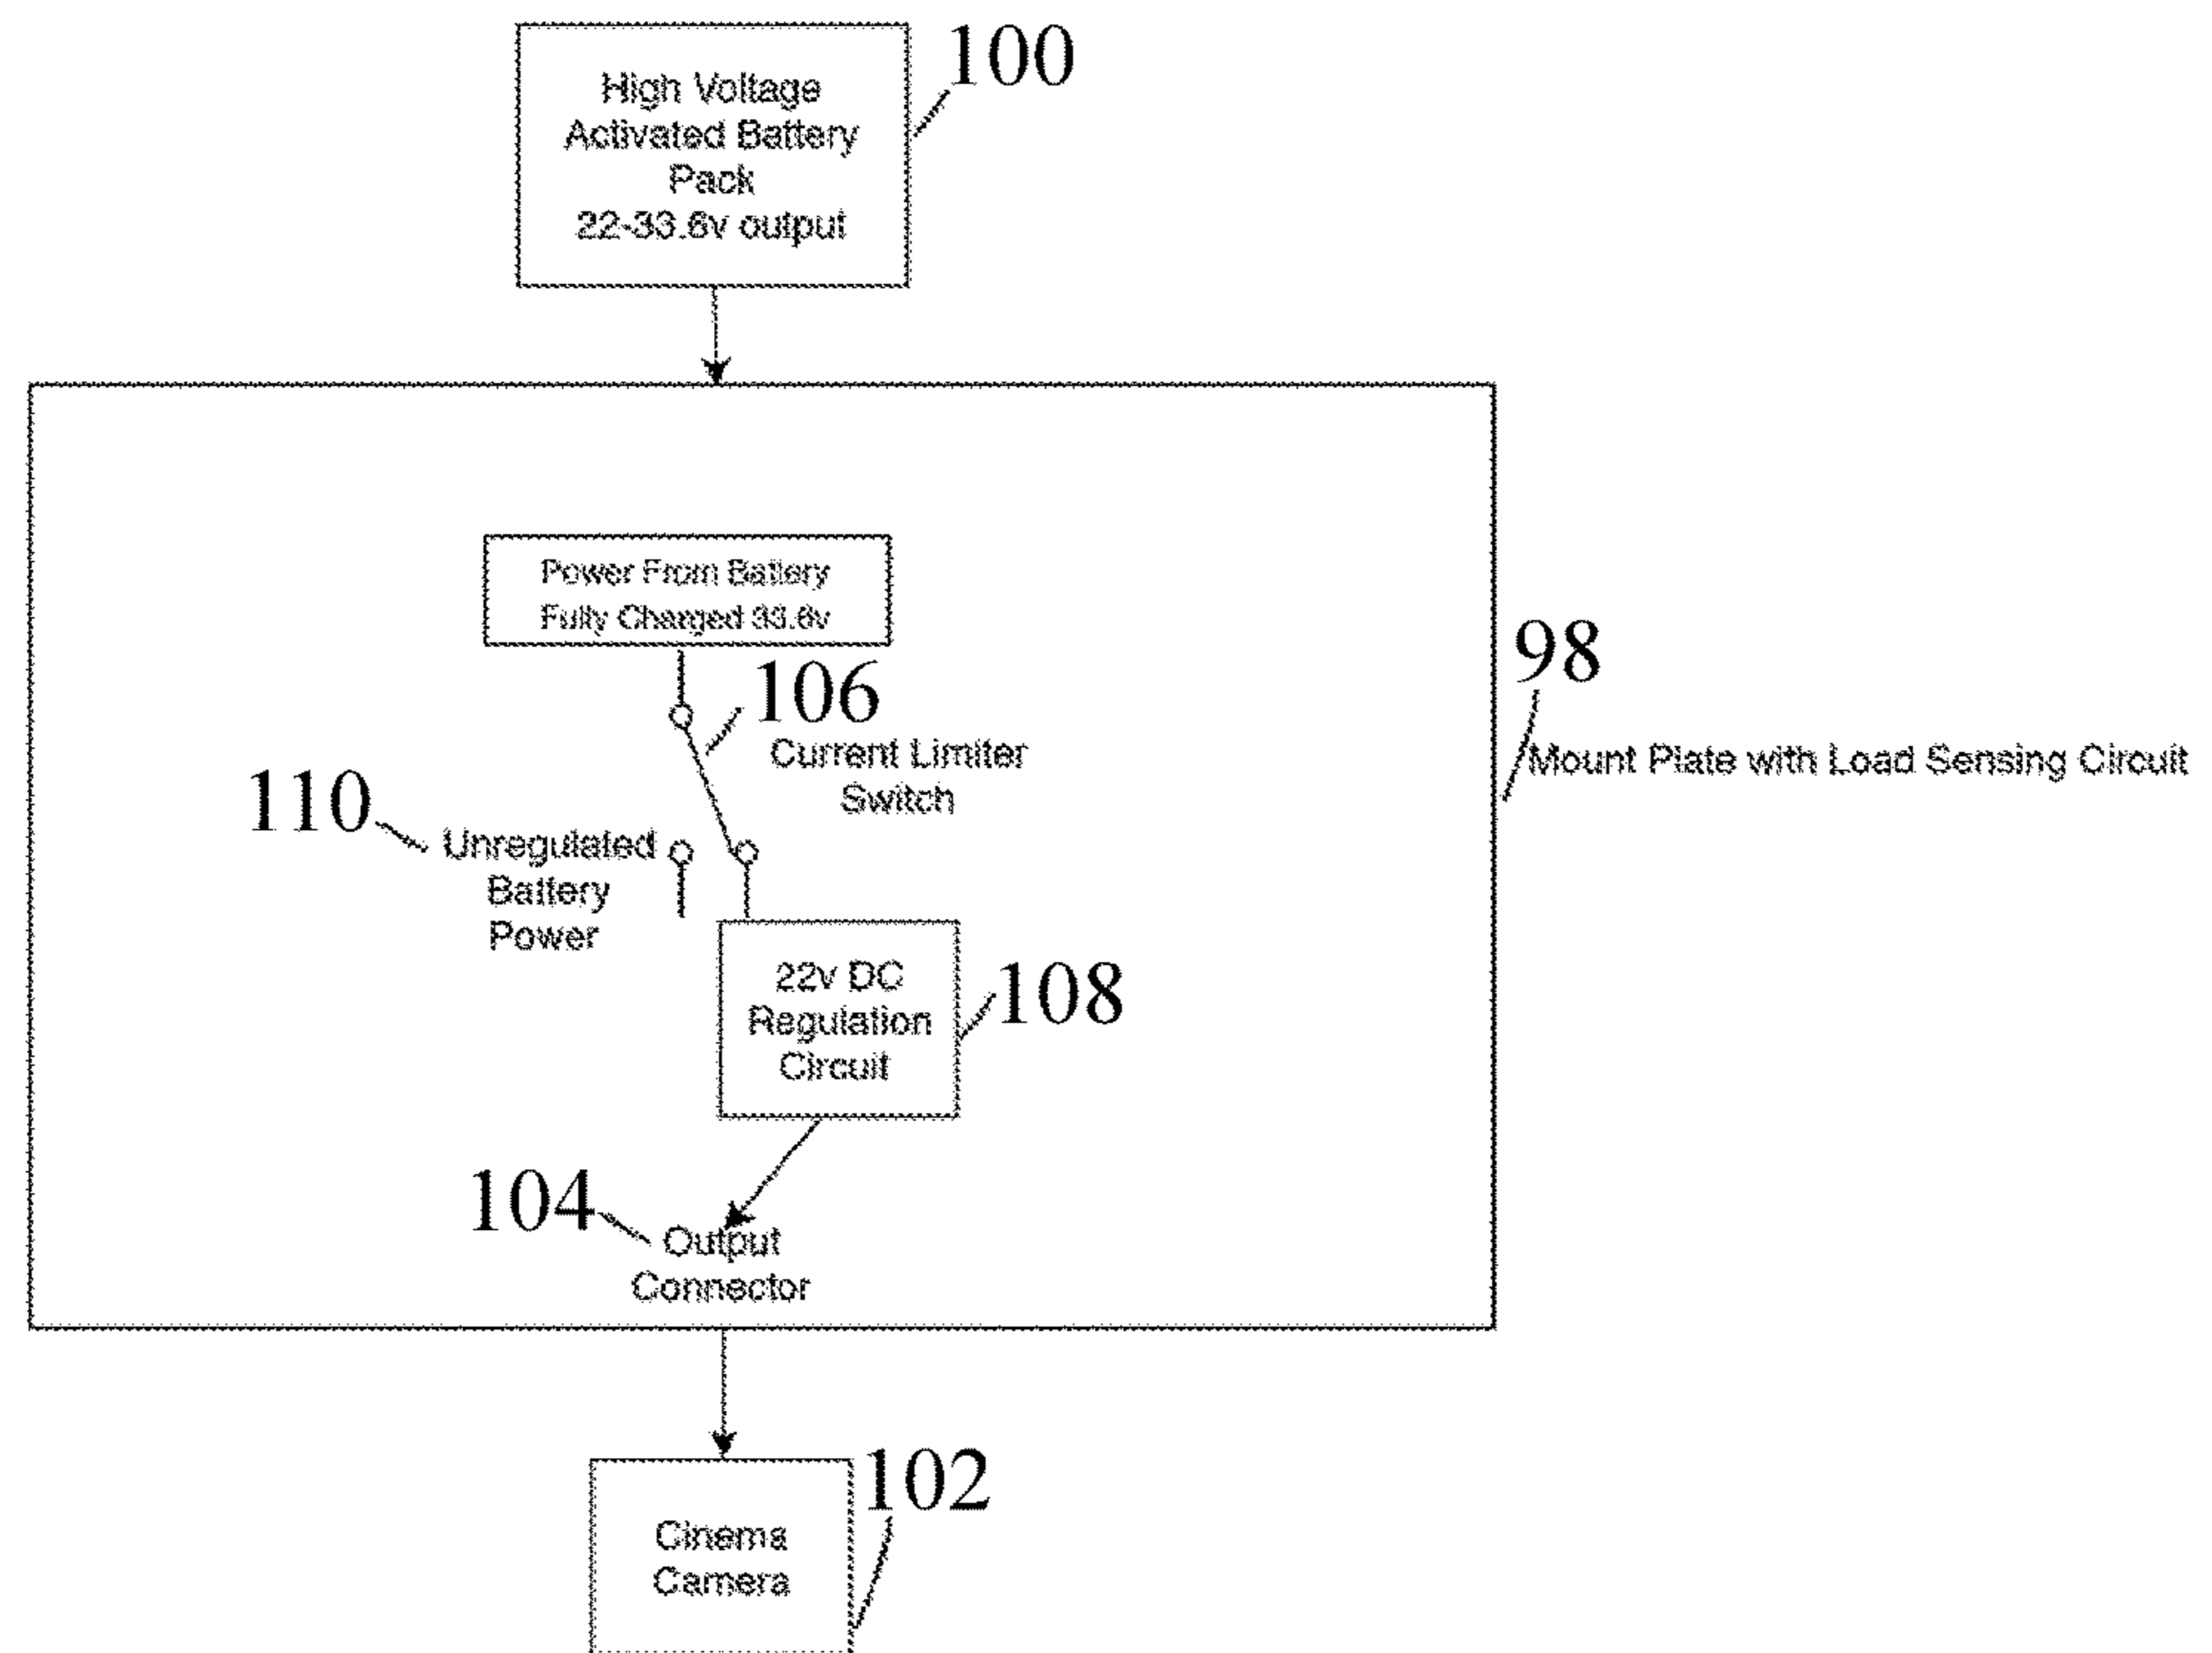 100
High Voltage
Activated Battery
Pack
22-33.6v output
Power From Battery
Fully Charged 33.6v
106
Current Limiter
Switch
98
Mount Plate with Load Sensing Circuit
110
Unregulated
Battery
Power
22v DC
Regulation
Circuit
108
104
Output
Connector
102
Cinema
Camera